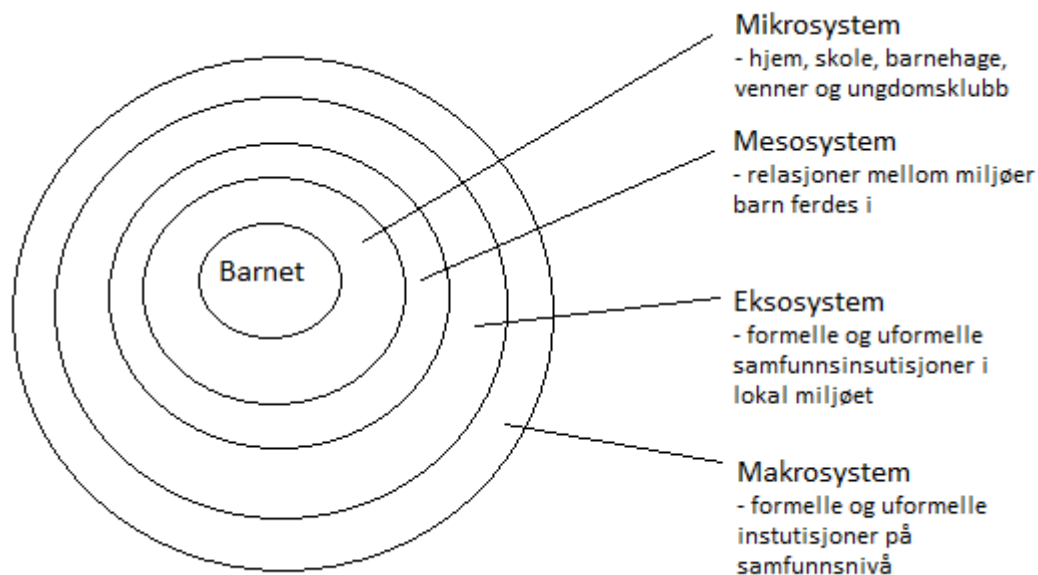 Mikrosystem
- hjem, skole, barnehage,
venner og ungdomsklubb
Mesosystem
- relasjoner mellom miljøer
barn ferdes i
Barnet
Eksosystem
- formelle og uformelle
samfunnsinsutisjoner i
lokal miljøet
Makrosystem
- formelle og uformelle
instutisjoner på
samfunnsnivå